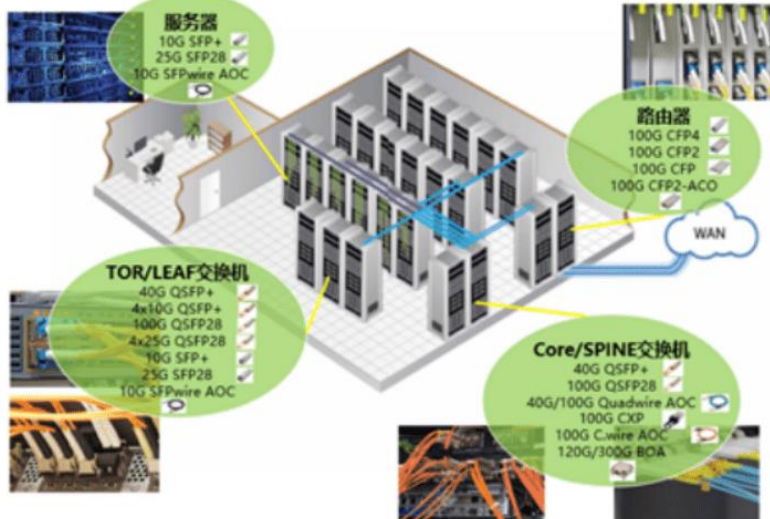 服务器
10G SFP+
25G SFP28
10G SFPwire AOC
路由器
100G CFP4
100G CFP2
100G CFP
100G CFP2-ACO
WAN
TOR/LEAF交换机
40G QSFP+
4x10G QSFP+
100G QSFP28
4x25G QSFP28
10G SFP+
25G SFP28
10G SFPwire AOC
Core/SPINE交换机
40G QSFP+
100G QSFP28
40G/100G Quadwire AOC
100G CXP
100G C.wire AOC
120G/300G BOA